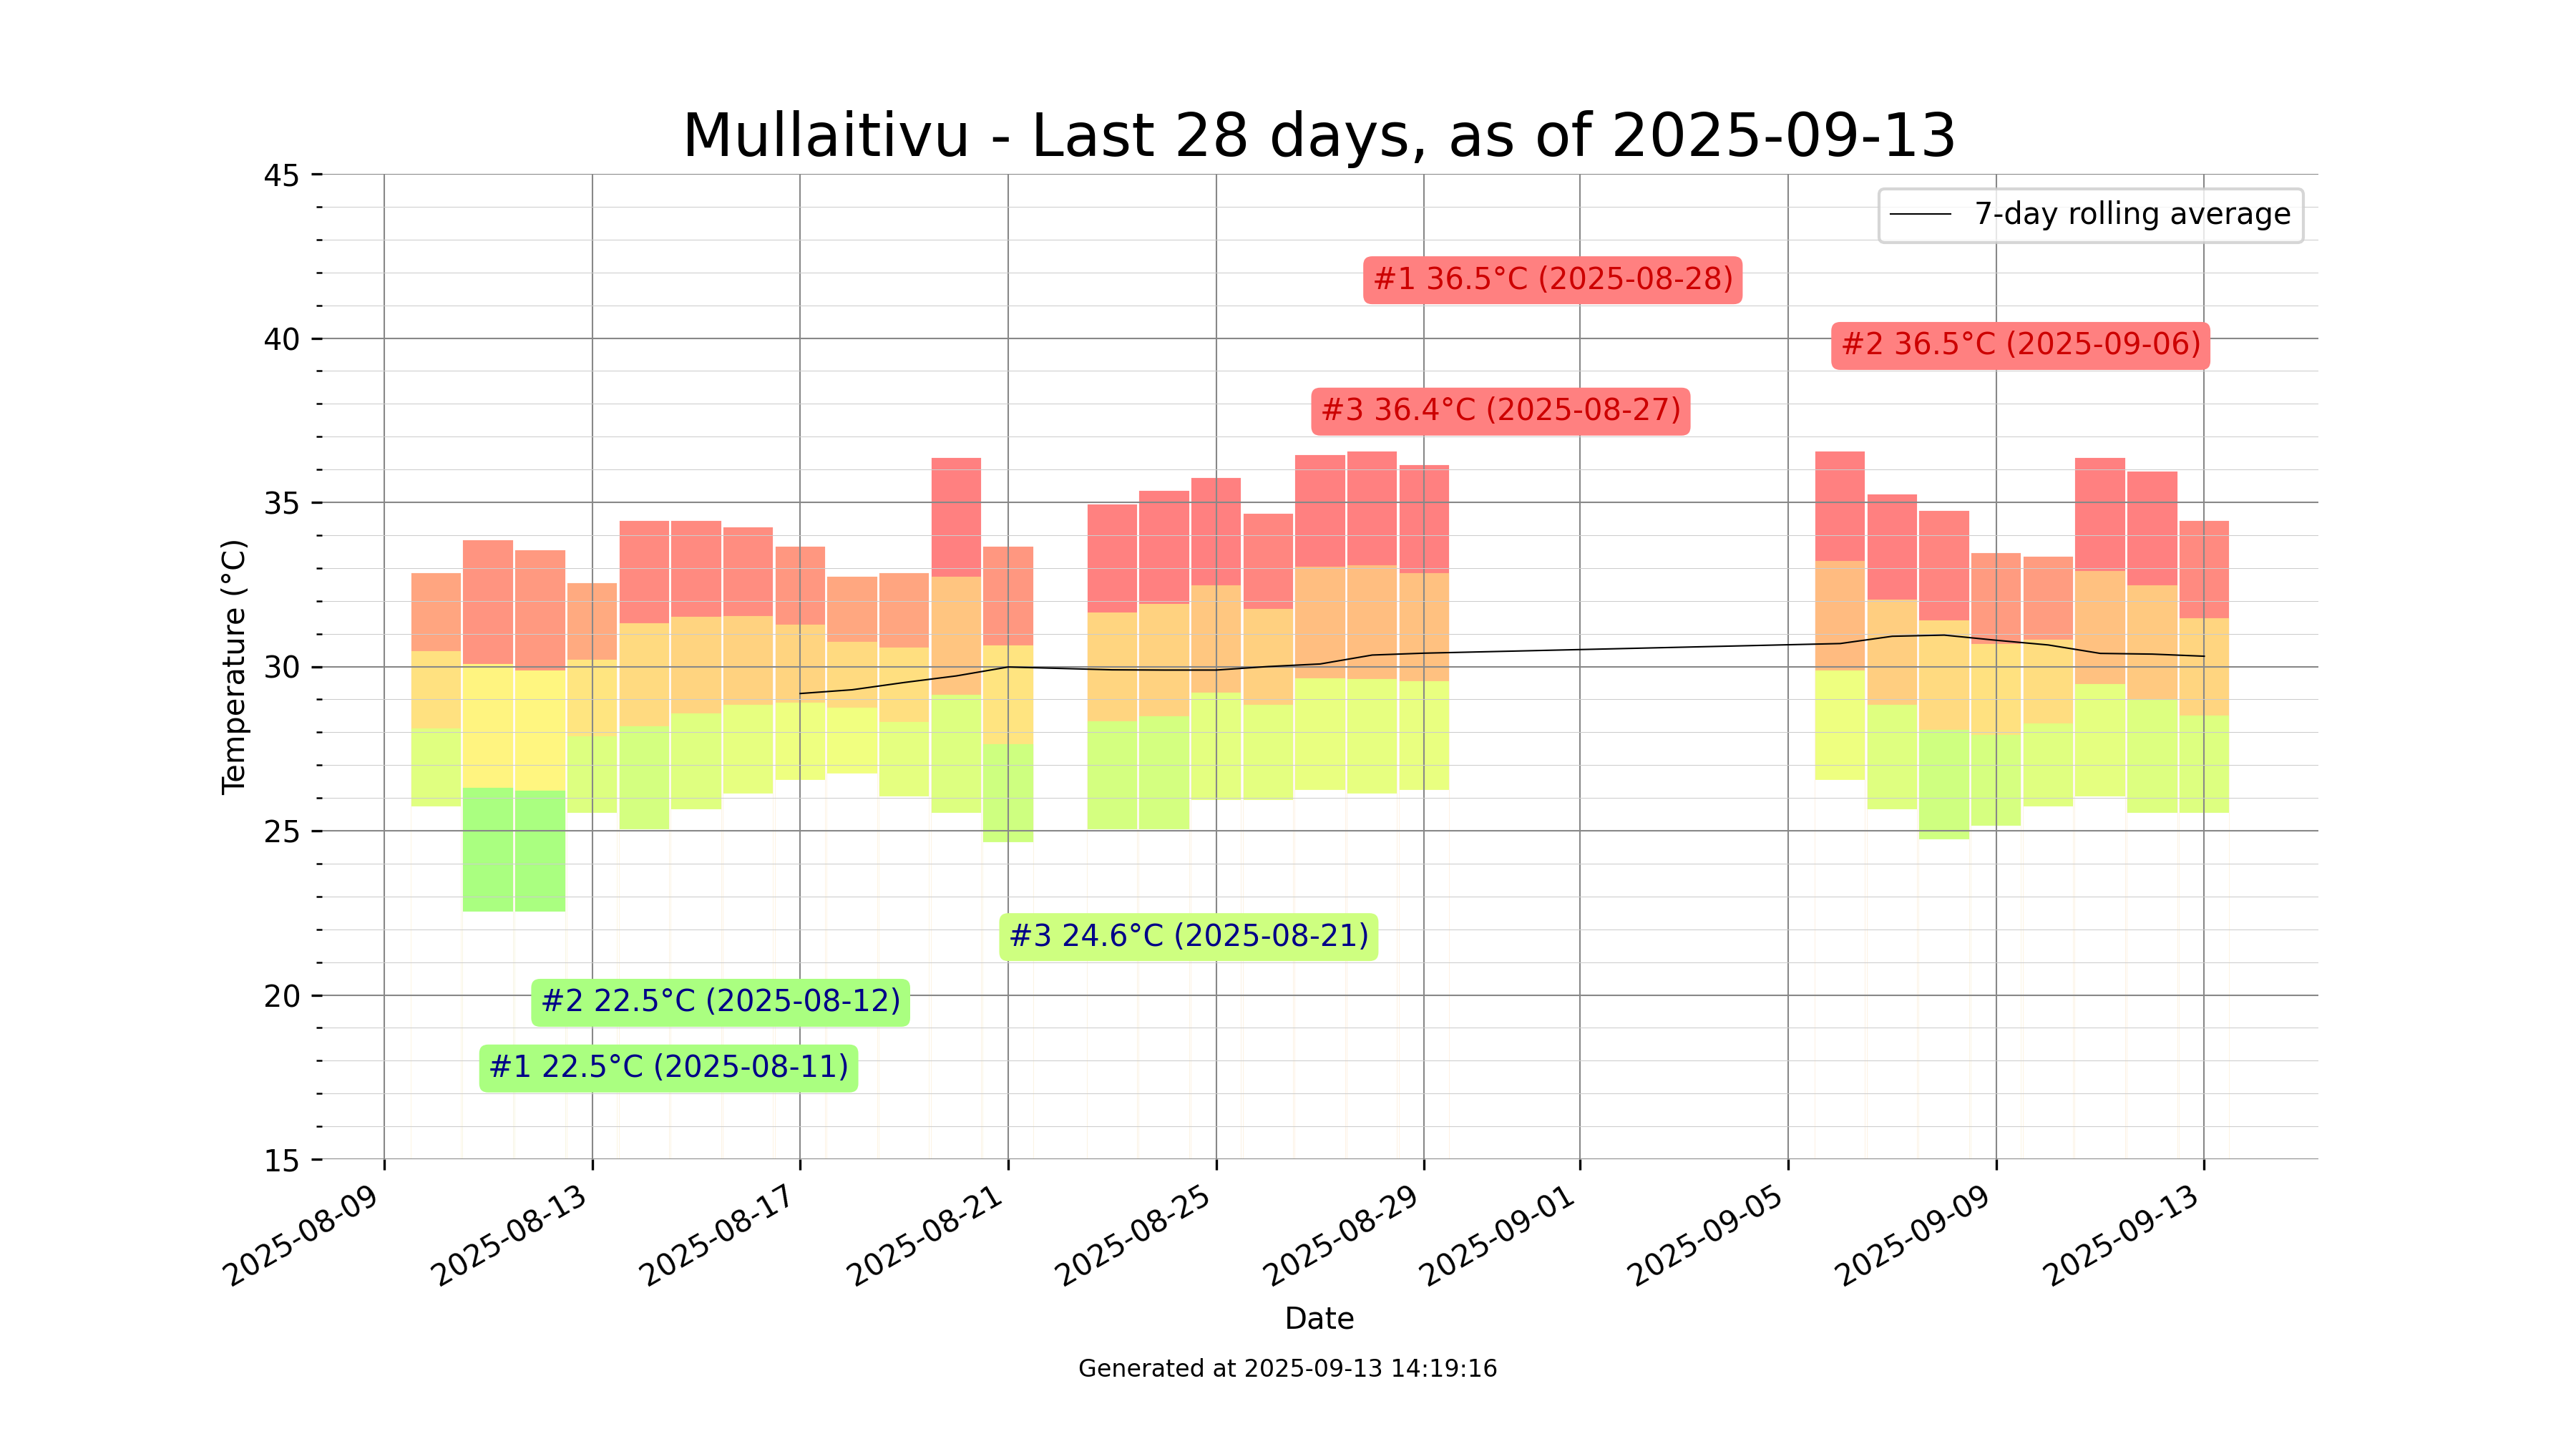 Mullaitivu - Last 28 days, as of 2025-09-13
7-day rolling average
#1 36.5°C (2025-08-28)
#2 36.5°C (2025-09-06)
#3 36.4°C (2025-08-27)
#3 24.6°C (2025-08-21)
#2 22.5°C (2025-08-12)
#1 22.5°C (2025-08-11)
Temperature (°C)
45
40
35
30
25
20
15
2025-08-09
2025-08-13
2025-08-17
2025-08-21
2025-08-25
2025-08-29
2025-09-01
2025-09-05
2025-09-09
2025-09-13
Date
Generated at 2025-09-13 14:19:16